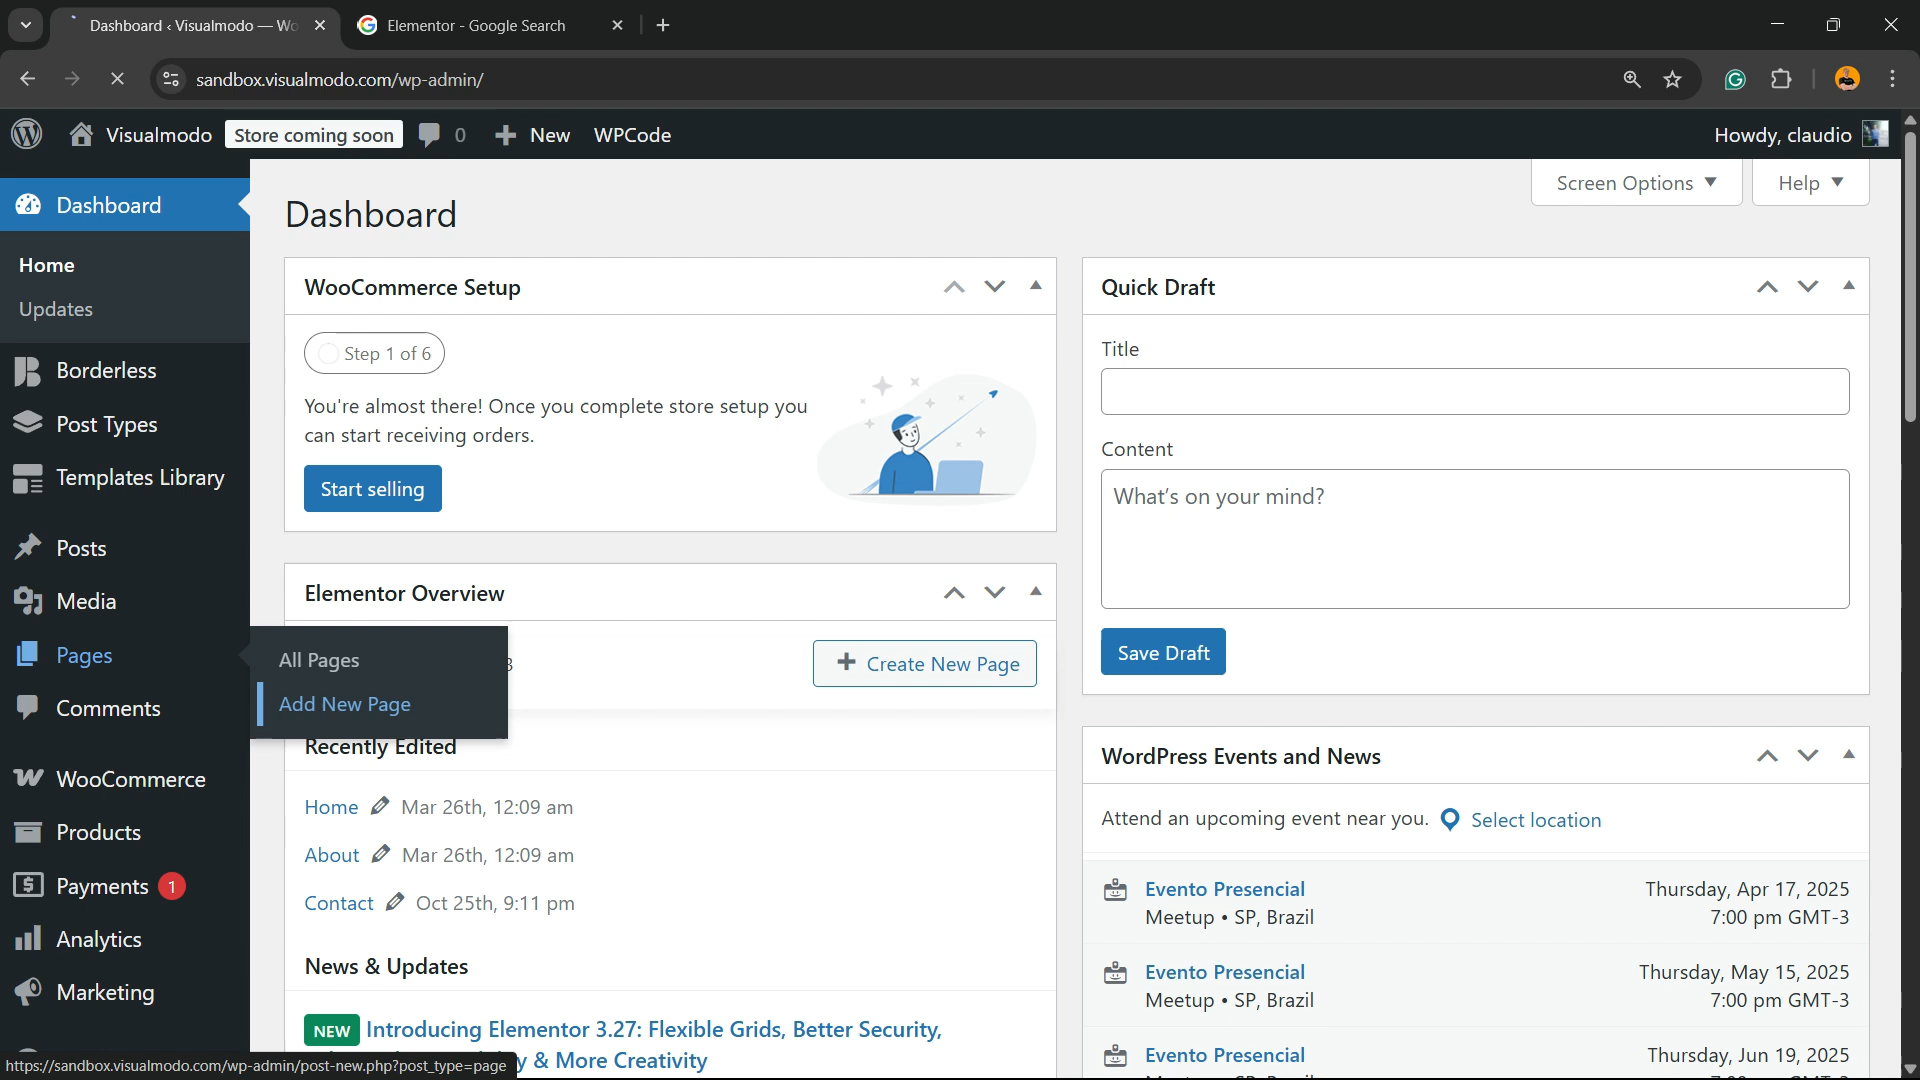 Dashboard ‹ Visualmodo — Wo
Elementor - Google Search
sandbox.visualmodo.com/wp-admin/
Visualmodo
Store coming soon
0
New
WPCode
Howdy, claudio
Dashboard
Home
Updates
Borderless
Post Types
Templates Library
Posts
Media
Pages
Comments
WooCommerce
Products
Payments 1
Analytics
Marketing
All Pages
Add New Page
Screen Options
Help
Dashboard
WooCommerce Setup
Step 1 of 6
You're almost there! Once you complete store setup you
can start receiving orders.
Start selling
Elementor Overview
Create New Page
Recently Edited
Home Mar 26th, 12:09 am
About Mar 26th, 12:09 am
Contact Oct 25th, 9:11 pm
News & Updates
NEW Introducing Elementor 3.27: Flexible Grids, Better Security,
& More Creativity
Quick Draft
Title
Content
What's on your mind?
Save Draft
WordPress Events and News
Attend an upcoming event near you. Select location
Evento Presencial Thursday, Apr 17, 2025
Meetup • SP, Brazil 7:00 pm GMT-3
Evento Presencial Thursday, May 15, 2025
Meetup • SP, Brazil 7:00 pm GMT-3
Evento Presencial Thursday, Jun 19, 2025
https://sandbox.visualmodo.com/wp-admin/post-new.php?post_type=page